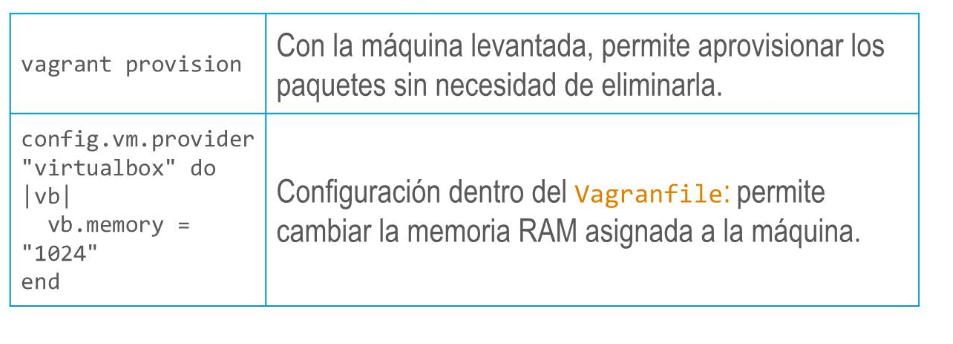 vagrant provision
Con la máquina levantada, permite aprovisionar los
paquetes sin necesidad de eliminarla.
config.vm.provider
"virtualbox" do
|vb|
  vb.memory =
"1024"
end
Configuración dentro del Vagranfile: permite
cambiar la memoria RAM asignada a la máquina.